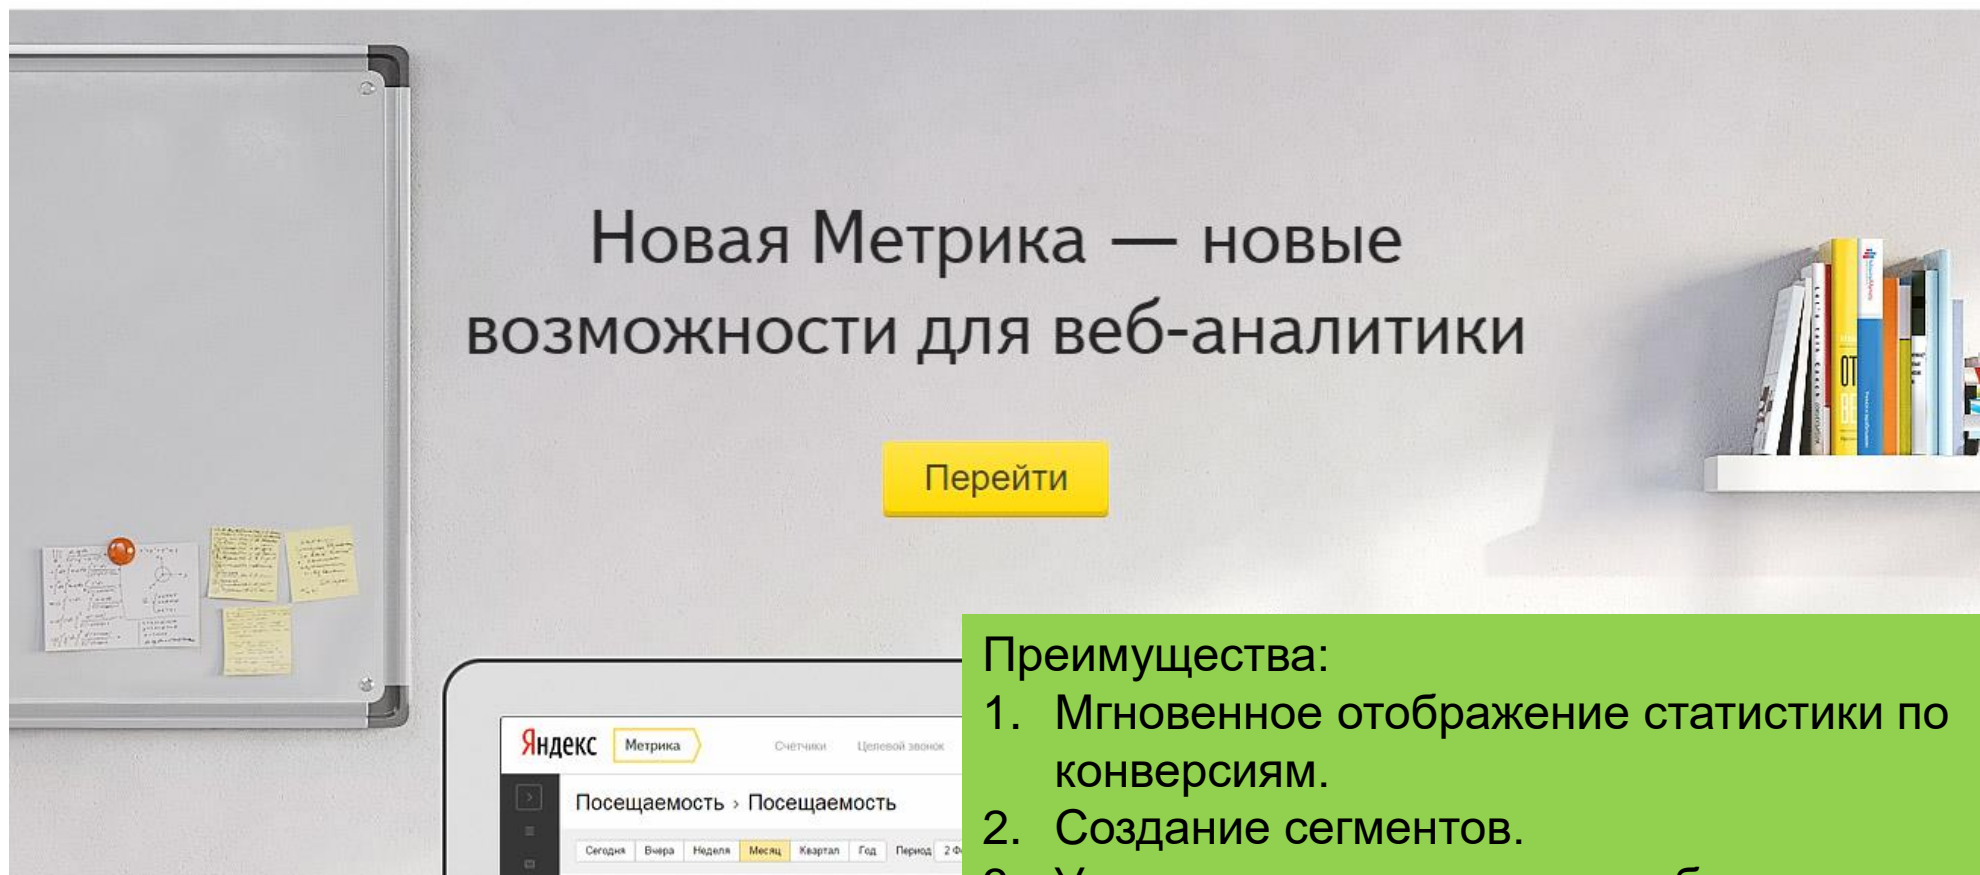 Новая Метрика — новые
возможности для веб-аналитики
Перейти
Преимущества:
1. Мгновенное отображение статистики по
конверсиям.
2. Создание сегментов.
Яндекс Метрика Счетчики Целевой звонок
Посещаемость › Посещаемость
Сегодня Вчера Неделя Месяц Квартал Год Период